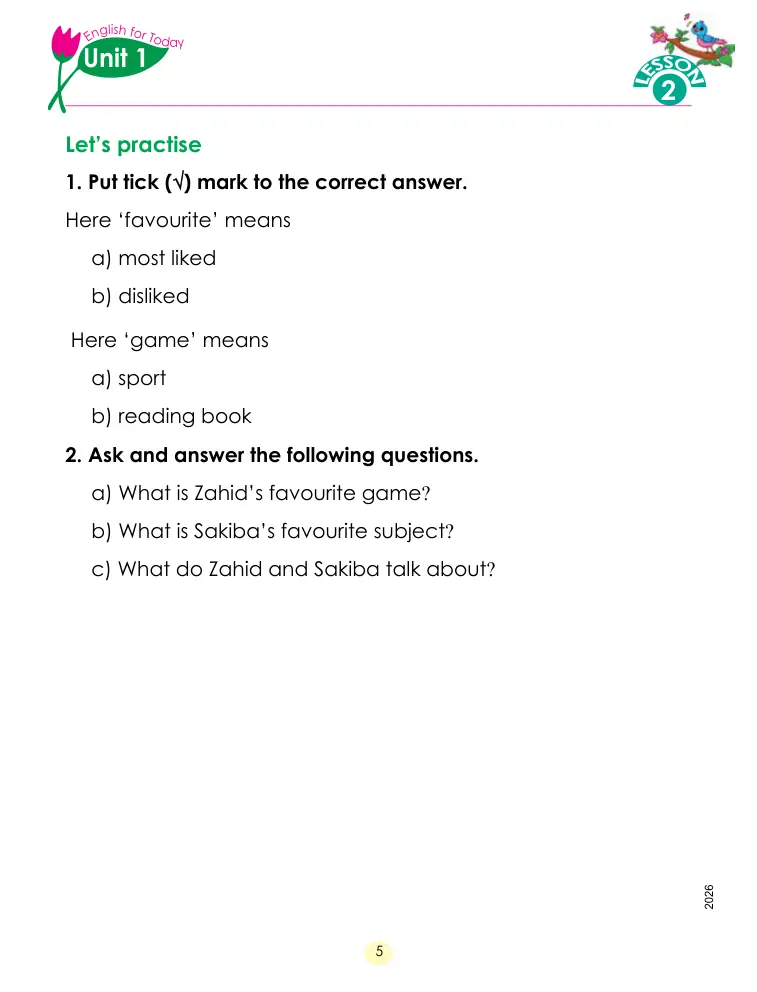 English for Today
Unit 1
LESSON
2
Let’s practise
1. Put tick (√) mark to the correct answer.
Here ‘favourite’ means
a) most liked
b) disliked
Here ‘game’ means
a) sport
b) reading book
2. Ask and answer the following questions.
a) What is Zahid’s favourite game?
b) What is Sakiba’s favourite subject?
c) What do Zahid and Sakiba talk about?
2026
5